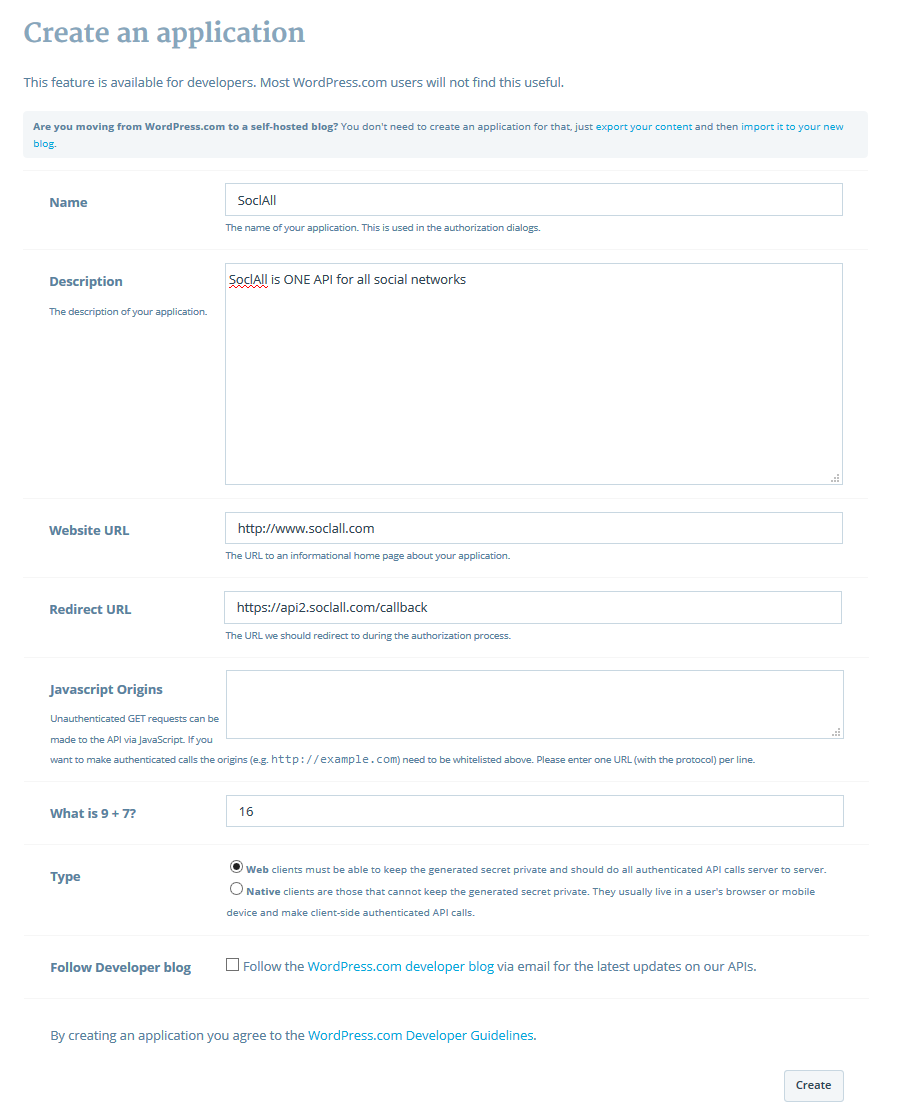 Create an application
This feature is available for developers. Most WordPress.com users will not find this useful.
Are you moving from WordPress.com to a self-hosted blog? You don't need to create an application for that, just export your content and then import it to your new
blog.
Name
SoclAll
The name of your application. This is used in the authorization dialogs.
Description
The description of your application.
SoclAll is ONE API for all social networks
Website URL
http://www.soclall.com
The URL to an informational home page about your application.
Redirect URL
https://api2.soclall.com/callback
The URL we should redirect to during the authorization process.
Javascript Origins
Unauthenticated GET requests can be
made to the API via JavaScript. If you
want to make authenticated calls the origins (e.g. http://example.com) need to be whitelisted above. Please enter one URL (with the protocol) per line.
What is 9 + 7?
16
Type
Web clients must be able to keep the generated secret private and should do all authenticated API calls server to server.
Native clients are those that cannot keep the generated secret private. They usually live in a user's browser or mobile
device and make client-side authenticated API calls.
Follow Developer blog
Follow the WordPress.com developer blog via email for the latest updates on our APIs.
By creating an application you agree to the WordPress.com Developer Guidelines.
Create